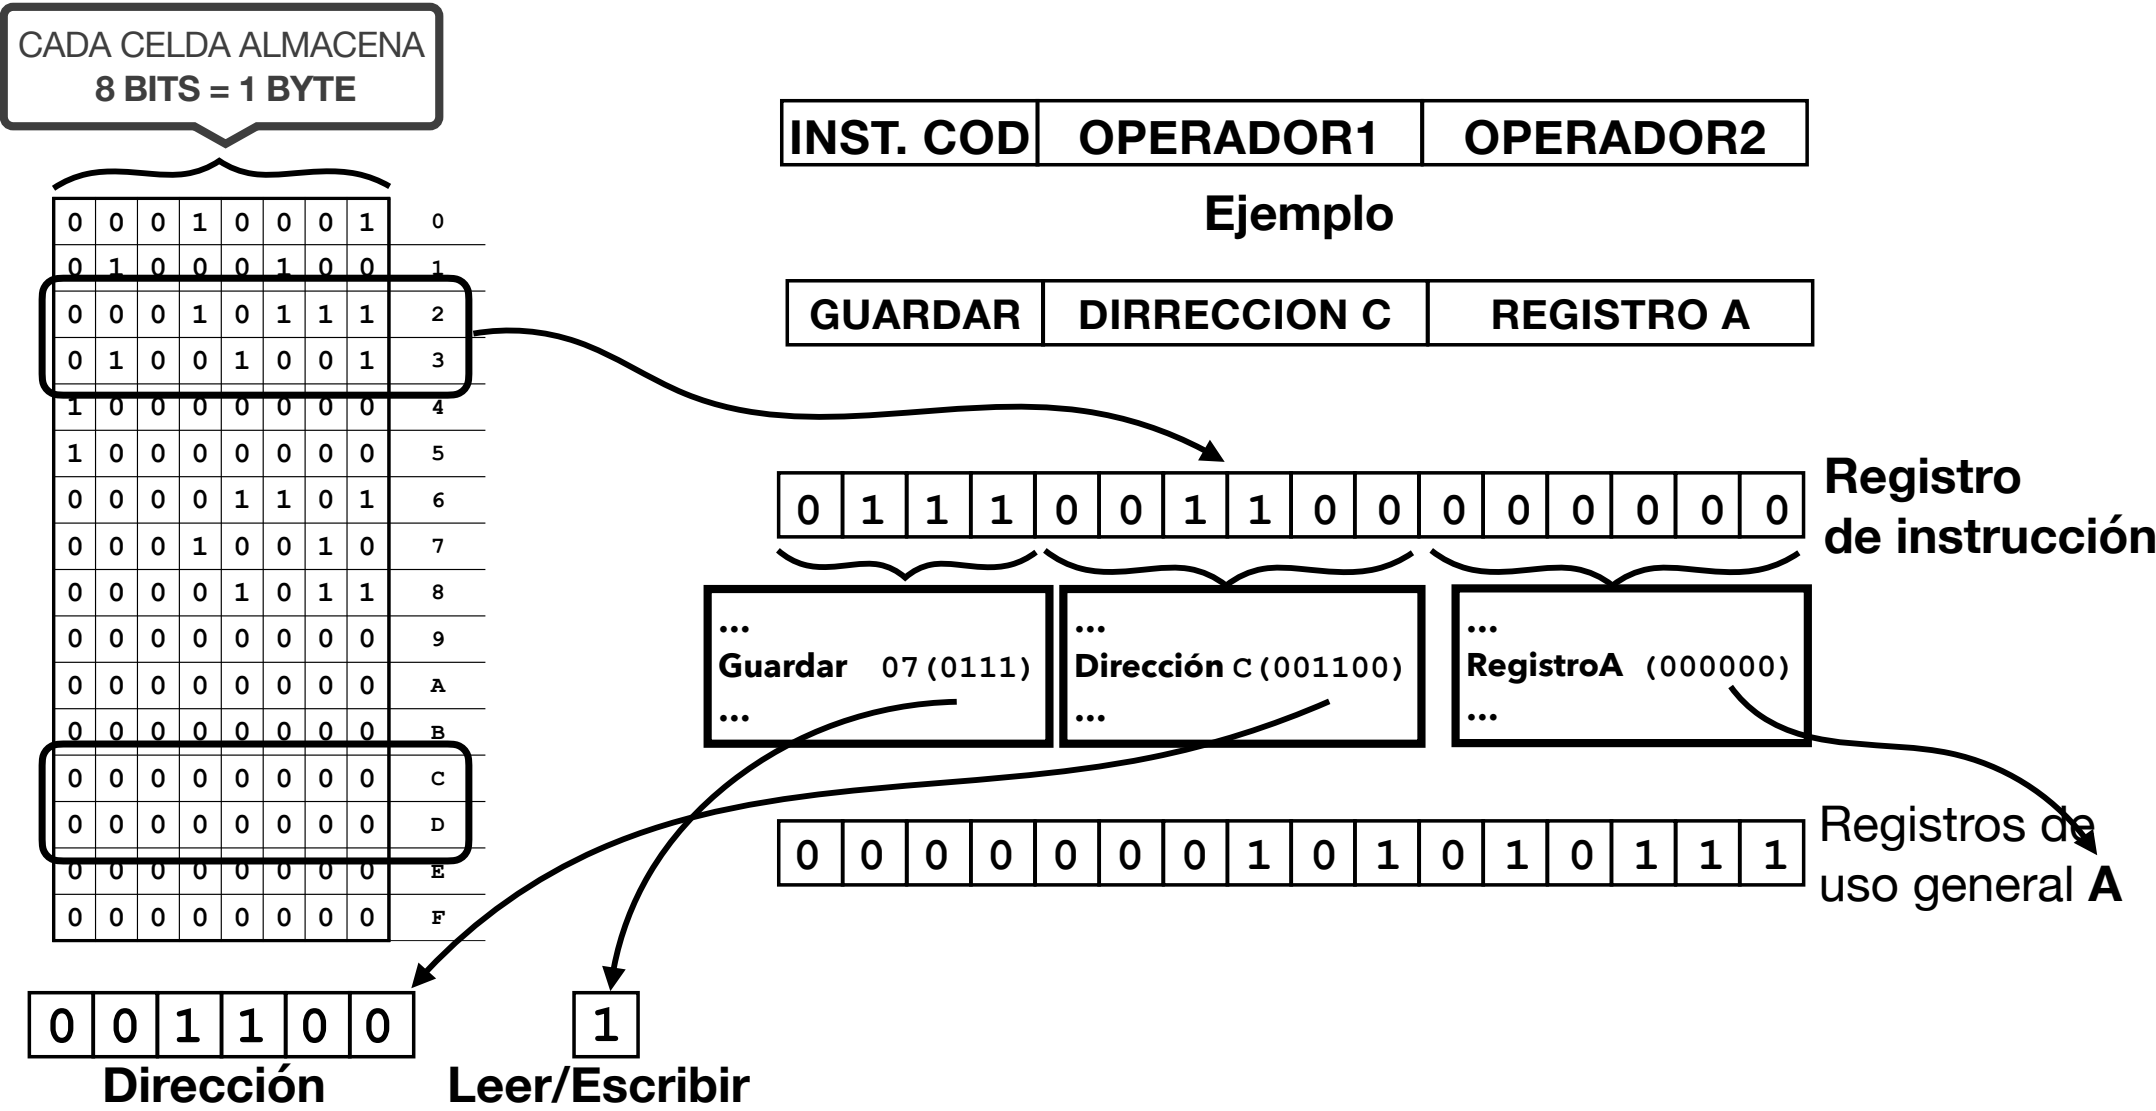 CADA CELDA ALMACENA
8 BITS = 1 BYTE
INST. COD OPERADOR1 OPERADOR2
Ejemplo
GUARDAR DIRRECCION C REGISTRO A
0 0 0 1 0 0 0 1 0
0 1 0 0 0 1 0 0 1
0 0 0 1 0 1 1 1 2
0 1 0 0 1 0 0 1 3
1 0 0 0 0 0 0 0 4
1 0 0 0 0 0 0 0 5
0 0 0 0 1 1 0 1 6
0 0 0 1 0 0 1 0 7
0 0 0 0 1 0 1 1 8
0 0 0 0 0 0 0 0 9
0 0 0 0 0 0 0 0 A
0 0 0 0 0 0 0 0 B
0 0 0 0 0 0 0 0 C
0 0 0 0 0 0 0 0 D
0 0 0 0 0 0 0 0 E
0 0 0 0 0 0 0 0 F
0 1 1 1 0 0 1 1 0 0 0 0 0 0 0 0
Registro
de instrucción
...
Guardar 07(0111)
...
...
Dirección C(001100)
...
...
RegistroA (000000)
...
0 0 0 0 0 0 0 1 0 1 0 1 0 1 1 1
Registros de
uso general A
0 0 1 1 0 0
Dirección
1
Leer/Escribir